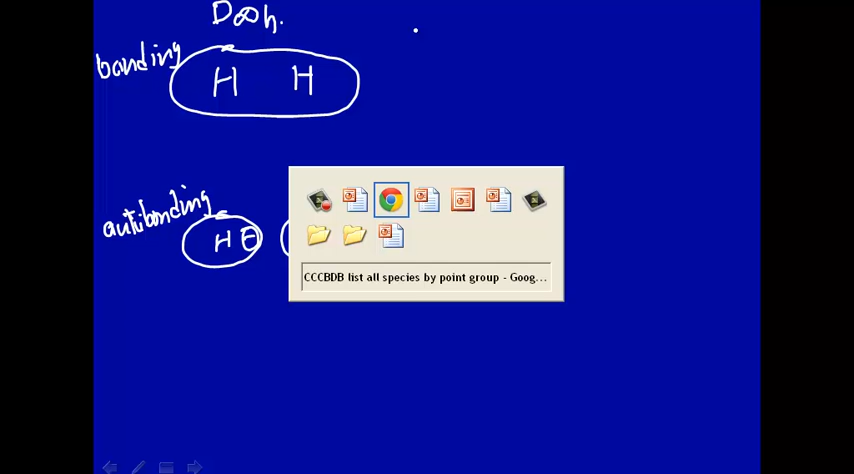 D∞h.
bonding
H H
antibonding
H
CCCBDB list all species by point group - Goog...